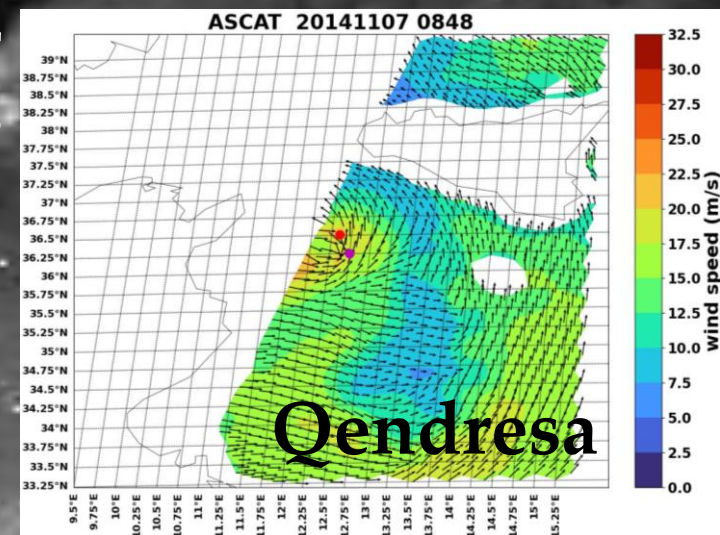 ASCAT 20141107 0848
39°N
38.75°N
38.5°N
38.25°N
38°N
37.75°N
37.5°N
37.25°N
37°N
36.75°N
36.5°N
36.25°N
36°N
35.75°N
35.5°N
35.25°N
35°N
34.75°N
34.5°N
34.25°N
34°N
33.75°N
33.5°N
33.25°N
9.5°E
9.75°E
10°E
10.25°E
10.5°E
10.75°E
11°E
11.25°E
11.5°E
11.75°E
12°E
12.25°E
12.5°E
12.75°E
13°E
13.25°E
13.5°E
13.75°E
14°E
14.25°E
14.5°E
14.75°E
15°E
15.25°E
Qendresa
32.5
30.0
27.5
25.0
22.5
20.0
17.5
15.0
12.5
10.0
7.5
5.0
2.5
0.0
wind speed (m/s)